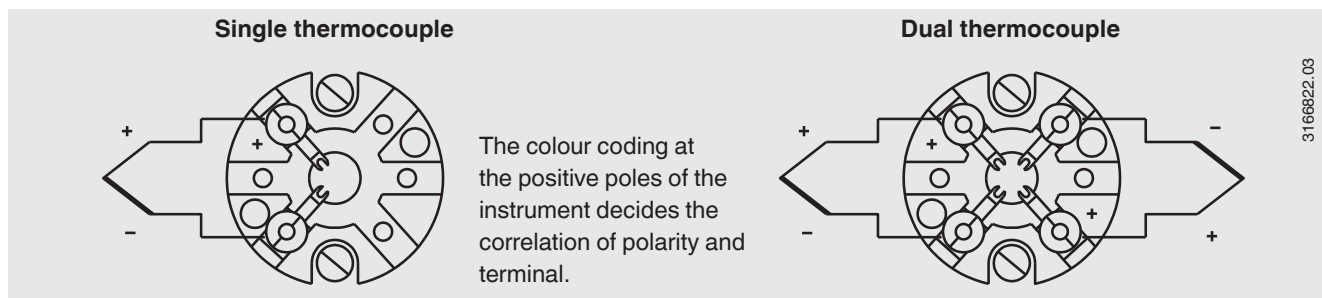 Single thermocouple
+
+
−
The colour coding at
the positive poles of the
instrument decides the
correlation of polarity and
terminal.
Dual thermocouple
+
+
−
−
+
+
3166822.03